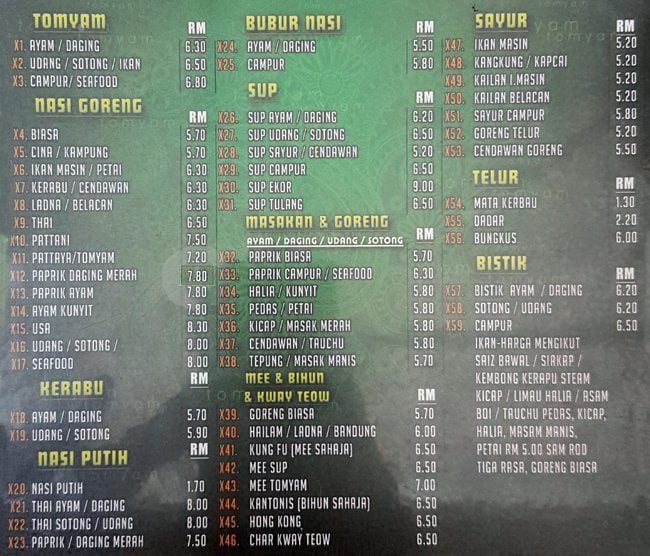 TOMYAM RM
X1. AYAM / DAGING 6.30
X2. UDANG / SOTONG / IKAN 6.50
X3. CAMPUR/ SEAFOOD 6.80
NASI GORENG RM
X4. BIASA 5.70
X5. CINA / KAMPUNG 5.70
X6. IKAN MASIN / PETAI 6.30
X7. KERABU / CENDAWAN 6.30
X8. LADNA / BELACAN 6.30
X9. THAI 6.50
X10. PATTANI 7.50
X11. PATTAYA/TOMYAM 7.20
X12. PAPRIK DAGING MERAH 7.80
X13. PAPRIK AYAM 7.80
X14. AYAM KUNYIT 7.80
X15. USA 8.30
X16. UDANG / SOTONG / 8.00
X17. SEAFOOD 8.00
KERABU RM
X18. AYAM / DAGING 5.70
X19. UDANG / SOTONG 5.90
NASI PUTIH RM
X20. NASI PUTIH 1.70
X21. THAI AYAM / DAGING 8.00
X22. THAI SOTONG / UDANG 8.00
X23. PAPRIK / DAGING MERAH 7.50
BUBUR NASI RM
X24. AYAM / DAGING 5.50
X25. CAMPUR 5.80
SUP RM
X26. SUP AYAM / DAGING 6.20
X27. SUP UDANG / SOTONG 6.50
X28. SUP SAYUR / CENDAWAN 5.20
X29. SUP CAMPUR 6.50
X30. SUP EKOR 9.00
X31. SUP TULANG 6.50
MASAKAN & GORENG
AYAM / DAGING / UDANG / SOTONG RM
X32. PAPRIK BIASA 5.70
X33. PAPRIK CAMPUR / SEAFOOD 6.30
X34. HALIA / KUNYIT 5.80
X35. PEDAS / PETAI 5.80
X36. KICAP / MASAK MERAH 5.80
X37. CENDAWAN / TAUCHU 5.80
X38. TEPUNG / MASAK MANIS 5.70
MEE & BIHUN
& KWAY TEOW RM
X39. GORENG BIASA 5.70
X40. HAILAM / LADNA / BANDUNG 6.00
X41. KUNG FU (MEE SAHAJA) 6.50
X42. MEE SUP 6.50
X43. MEE TOMYAM 7.00
X44. KANTONIS (BIHUN SAHAJA) 6.50
X45. HONG KONG 6.50
X46. CHAR KWAY TEOW 6.50
SAYUR RM
X47. IKAN MASIN 5.20
X48. KANGKUNG / KAPCAI 5.20
X49. KAILAN I.MASIN 5.20
X50. KAILAN BELACAN 5.20
X51. SAYUR CAMPUR 5.80
X52. GORENG TELUR 5.20
X53. CENDAWAN GORENG 5.50
TELUR RM
X54. MATA KERBAU 1.30
X55. DADAR 2.20
X56. BUNGKUS 6.00
BISTIK RM
X57. BISTIK AYAM / DAGING 6.20
X58. SOTONG / UDANG 6.20
X59. CAMPUR 6.50
IKAN-HARGA MENGIKUT
SAIZ BAWAL / SIAKAP /
KEMBONG KERAPU STEAM
KICAP / LIMAU HALIA / ASAM
BOI / TAUCHU PEDAS, KICAP,
HALIA, MASAM MANIS,
PETAI RM 5.00 SAM ROD
TIGA RASA, GORENG BIASA